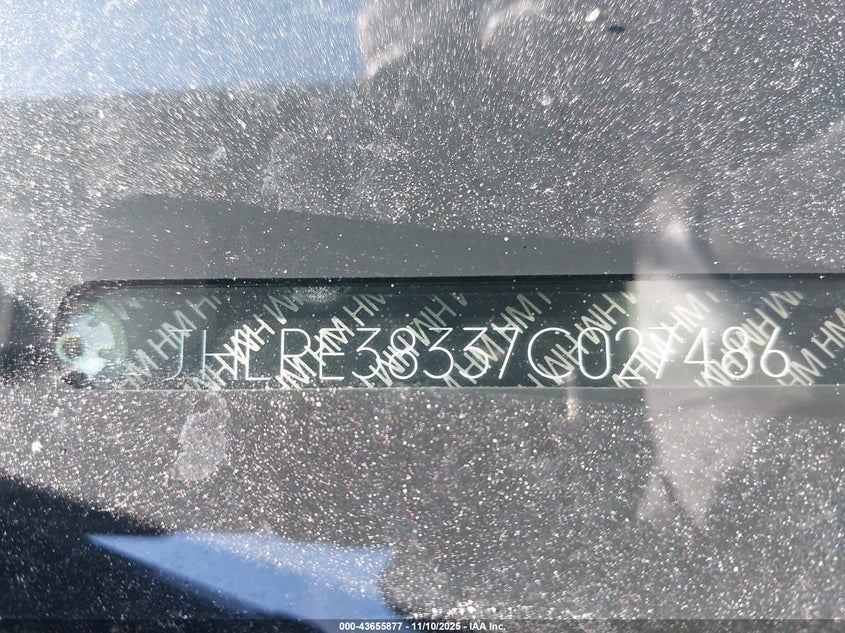 JHLRE38337C027486
000-43655877 - 11/10/2025 - IAA Inc.